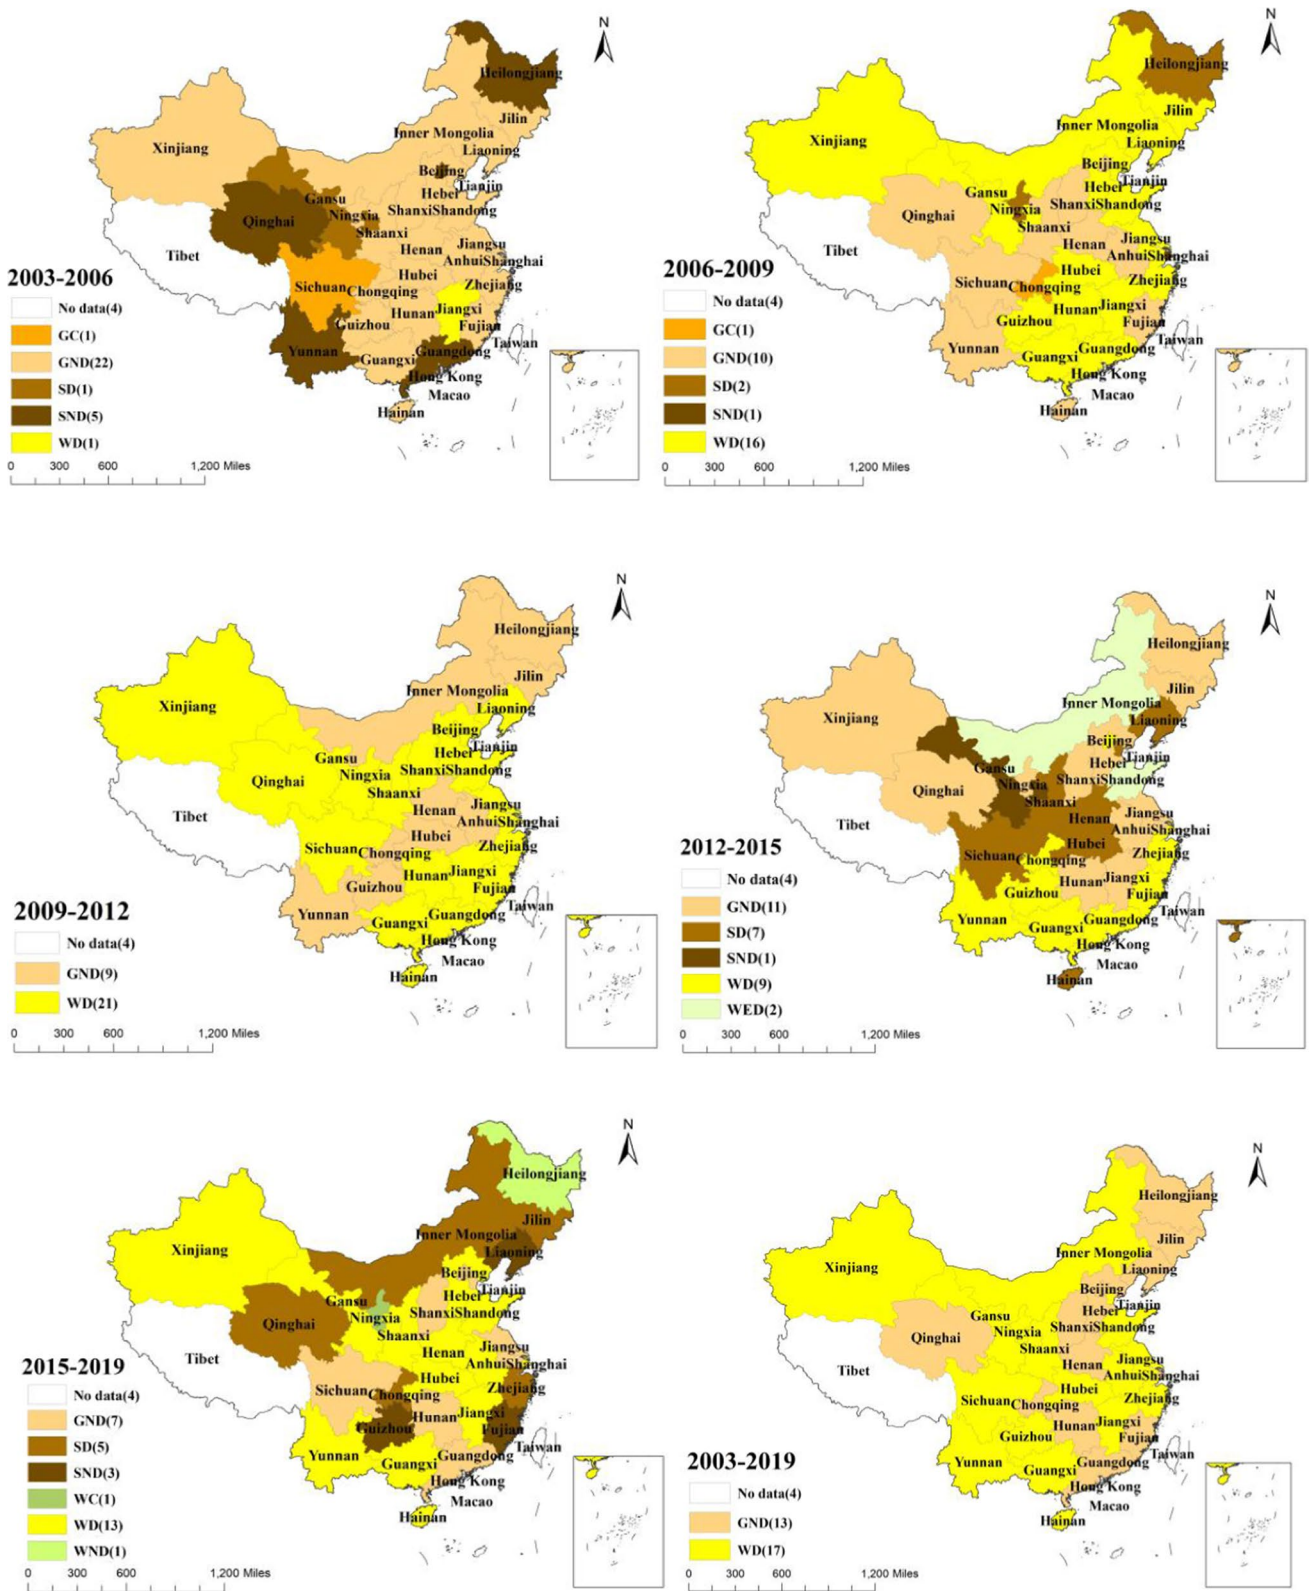 N
Heilongjiang
Jilin
Inner Mongolia
Xinjiang
Liaoning
Beijing
Tianjin
Hebei
Gansu
ShanxiShandong
Ningxia
Qinghai
Shaanxi
Jiangsu
Henan
Tibet
AnhuiShanghai
Hubei
2003-2006
Zhejiang
SichuanChongqing
No data(4)
Jiangxi
Hunan
Guizhou
Fujian
GC(1)
Taiwan
Yunnan
Guangdong
Guangxi
GND(22)
Hong Kong
Macao
SD(1)
Hainan
SND(5)
WD(1)
0 300 600 1,200 Miles
N
Heilongjiang
Jilin
Inner Mongolia
Xinjiang
Liaoning
Beijing
Tianjin
Hebei
Gansu
ShanxiShandong
Ningxia
Qinghai
Shaanxi
Jiangsu
Henan
Tibet
AnhuiShanghai
2006-2009
Hubei
Zhejiang
Sichuan
Chongqing
No data(4)
Jiangxi
Hunan
Guizhou
Fujian
GC(1)
Taiwan
Yunnan
Guangdong
Guangxi
GND(10)
Hong Kong
SD(2)
Macao
Hainan
SND(1)
WD(16)
0 300 600 1,200 Miles
N
Heilongjiang
Jilin
Inner Mongolia
Xinjiang
Liaoning
Beijing
Tianjin
Hebei
Gansu
ShanxiShandong
Ningxia
Qinghai
Shaanxi
Jiangsu
Henan
Tibet
AnhuiShanghai
Hubei
Zhejiang
SichuanChongqing
Jiangxi
Hunan
Guizhou
Fujian
2009-2012
Taiwan
Yunnan
Guangdong
Guangxi
No data(4)
Hong Kong
Macao
GND(9)
Hainan
WD(21)
0 300 600 1,200 Miles
N
Heilongjiang
Jilin
Inner Mongolia
Xinjiang
Liaoning
Beijing
Tianjin
Hebei
Gansu
ShanxiShandong
Ningxia
Qinghai
Shaanxi
Jiangsu
Henan
Tibet
AnhuiShanghai
Hubei
2012-2015
Zhejiang
Sichuan
Chongqing
No data(4)
Jiangxi
Hunan
Guizhou
Fujian
GND(11)
Taiwan
Yunnan
Guangdong
Guangxi
SD(7)
Hong Kong
SND(1)
Macao
Hainan
WD(9)
WED(2)
0 300 600 1,200 Miles
N
Heilongjiang
Jilin
Inner Mongolia
Xinjiang
Liaoning
Beijing
Tianjin
Hebei
Gansu
ShanxiShandong
Ningxia
Qinghai
Shaanxi
Jiangsu
Henan
Tibet
AnhuiShanghai
2015-2019
Hubei
Zhejiang
Sichuan
Chongqing
No data(4)
Jiangxi
Hunan
GND(7)
Guizhou
Fujian
Taiwan
SD(5)
Yunnan
Guangdong
Guangxi
SND(3)
Hong Kong
WC(1)
Macao
Hainan
WD(13)
WND(1)
0 300 600 1,200 Miles
N
Heilongjiang
Jilin
Inner Mongolia
Xinjiang
Liaoning
Beijing
Tianjin
Hebei
Gansu
ShanxiShandong
Ningxia
Qinghai
Shaanxi
Jiangsu
Henan
Tibet
AnhuiShanghai
Hubei
Zhejiang
Sichuan
Chongqing
Jiangxi
Hunan
Guizhou
Fujian
2003-2019
Taiwan
Yunnan
Guangdong
Guangxi
Hong Kong
No data(4)
Macao
GND(13)
Hainan
WD(17)
0 300 600 1,200 Miles